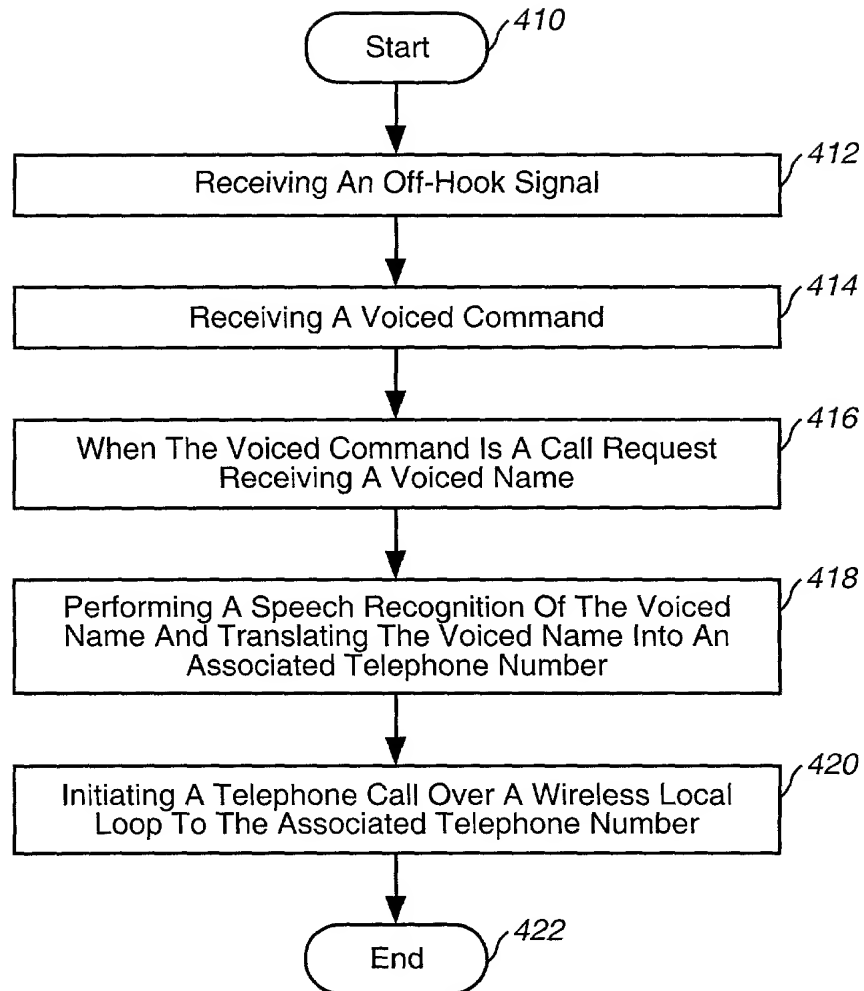 Start
410
Receiving An Off-Hook Signal
412
Receiving A Voiced Command
414
When The Voiced Command Is A Call Request
Receiving A Voiced Name
416
Performing A Speech Recognition Of The Voiced
Name And Translating The Voiced Name Into An
Associated Telephone Number
418
Initiating A Telephone Call Over A Wireless Local
Loop To The Associated Telephone Number
420
End
422